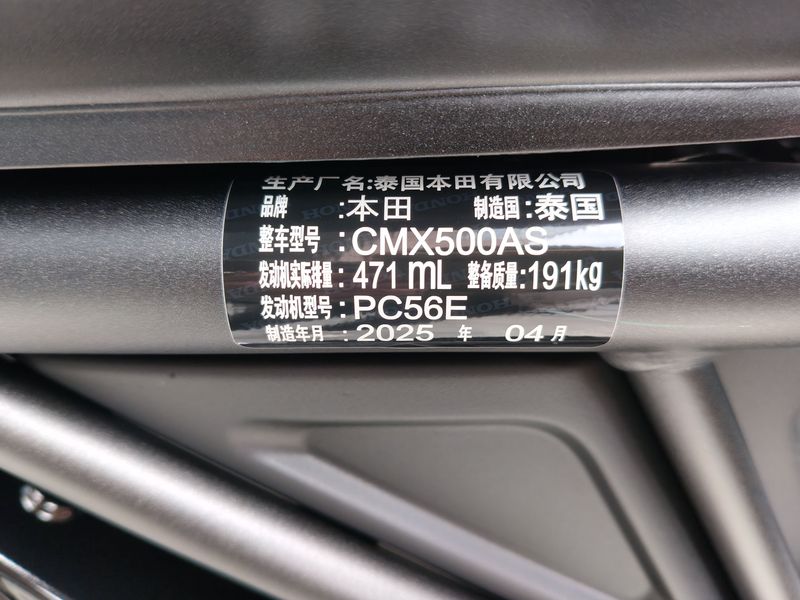 生产厂名:泰国本田有限公司
品牌 :本田 制造国:泰国
整车型号 :CMX500AS
发动机实际排量:471 mL 整备质量:191kg
发动机型号 :PC56E
制造年月 :2025 年 04月